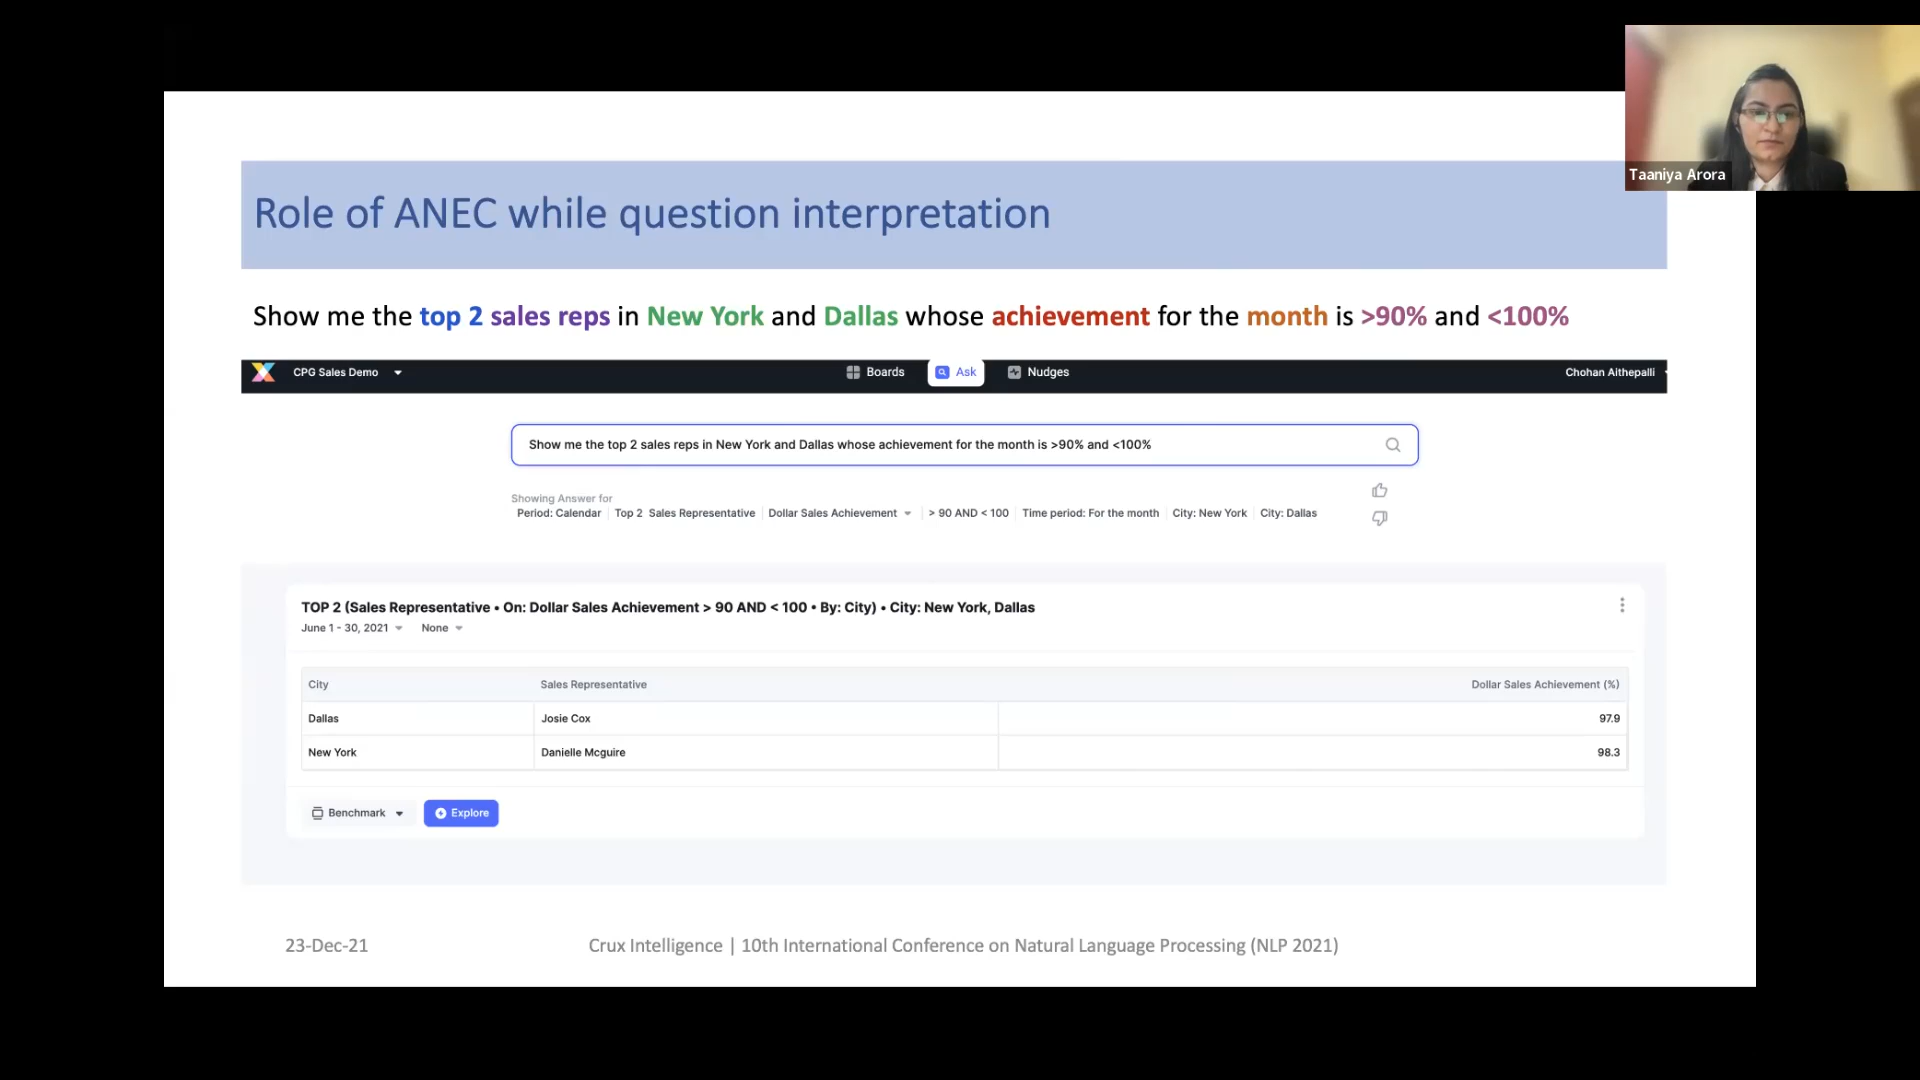 Taaniya Arora
Role of ANEC while question interpretation
Show me the top 2 sales reps in New York and Dallas whose achievement for the month is >90% and <100%
CPG Sales Demo Boards Ask Nudges Chohan Aithepalli
Show me the top 2 sales reps in New York and Dallas whose achievement for the month is >90% and <100%
Showing Answer for
Period: Calendar Top 2 Sales Representative Dollar Sales Achievement > 90 AND < 100 Time period: For the month City: New York City: Dallas
TOP 2 (Sales Representative • On: Dollar Sales Achievement > 90 AND < 100 • By: City) • City: New York, Dallas
June 1 - 30, 2021 None
City Sales Representative Dollar Sales Achievement (%)
Dallas Josie Cox 97.9
New York Danielle Mcguire 98.3
Benchmark Explore
23-Dec-21 Crux Intelligence | 10th International Conference on Natural Language Processing (NLP 2021)